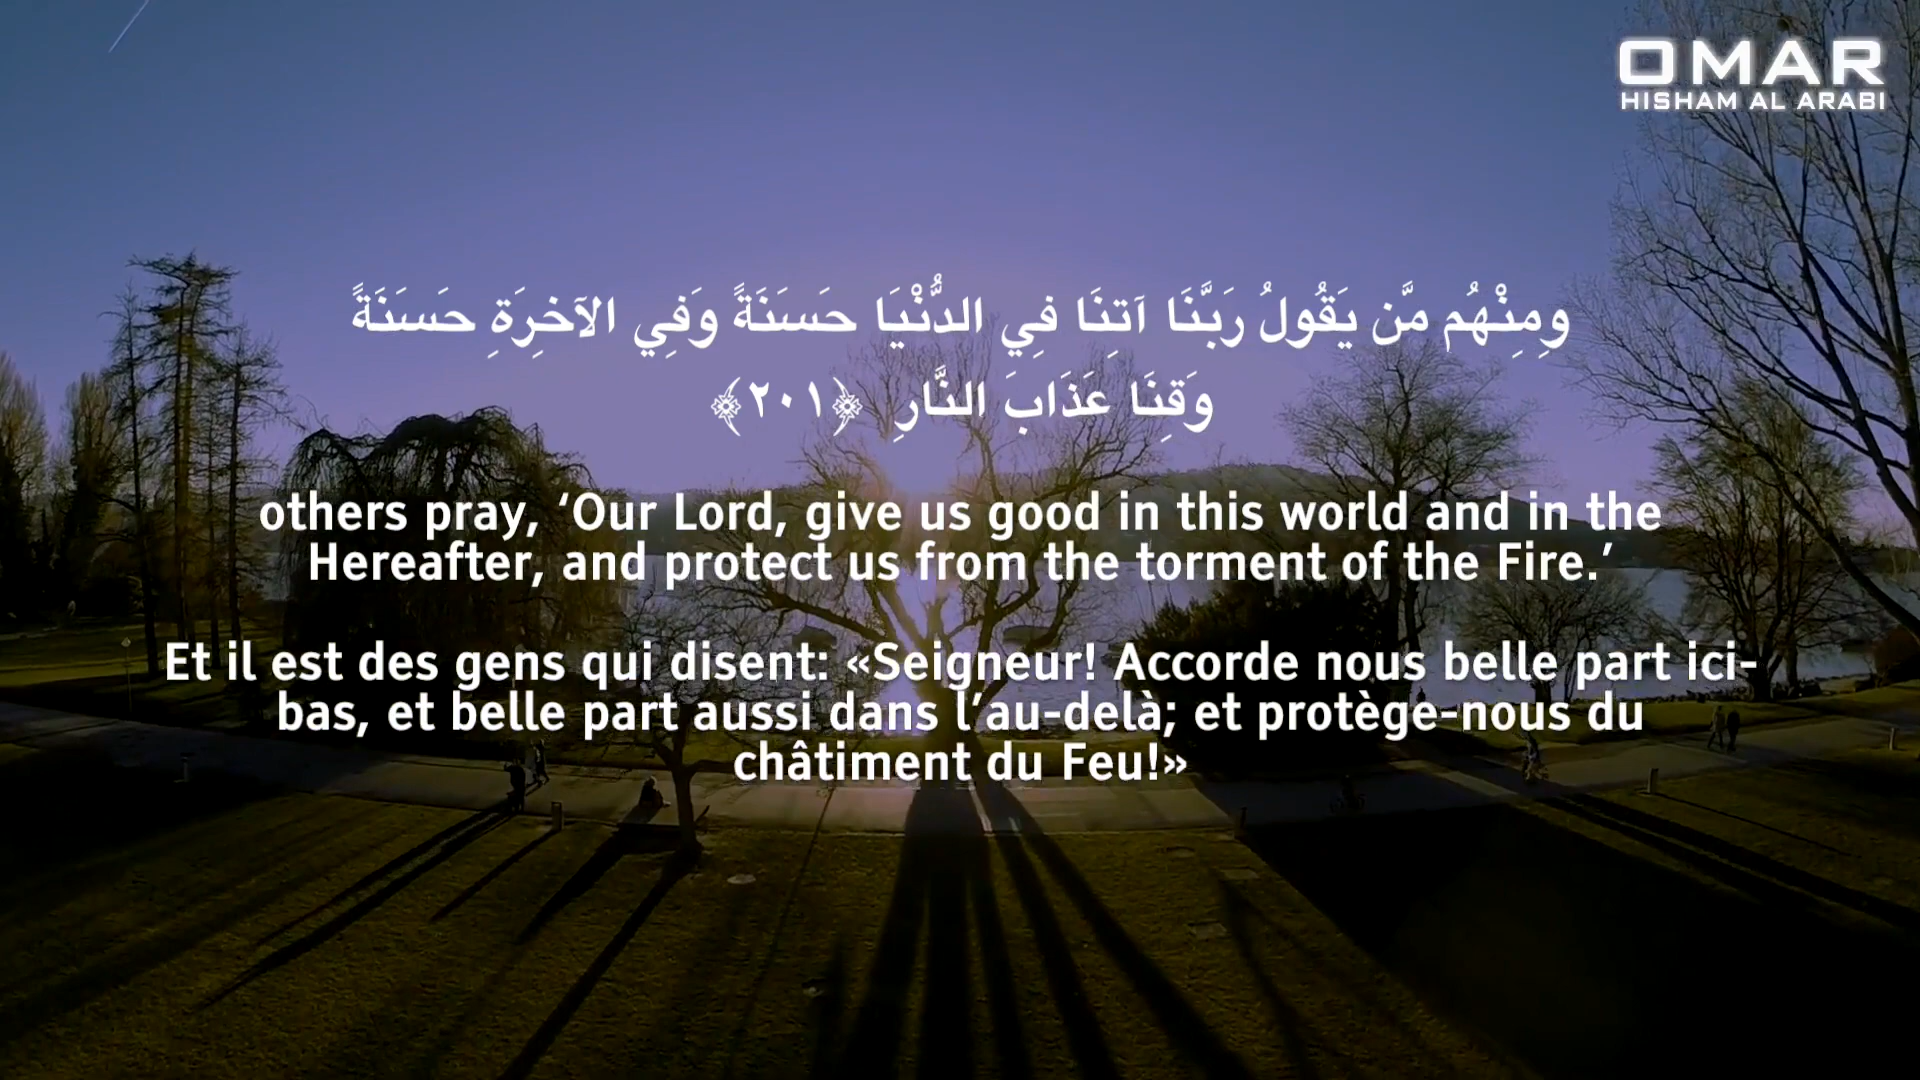 OMAR
HISHAM AL ARABI
وَمِنْهُم مَّن يَقُولُ رَبَّنَا آتِنَا فِي الدُّنْيَا حَسَنَةً وَفِي الآخِرَةِ حَسَنَةً
وَقِنَا عَذَابَ النَّارِ ﴿٢٠١﴾
others pray, ‘Our Lord, give us good in this world and in the
Hereafter, and protect us from the torment of the Fire.’
Et il est des gens qui disent: «Seigneur! Accorde nous belle part ici-
bas, et belle part aussi dans l’au-delà; et protège-nous du
châtiment du Feu!»